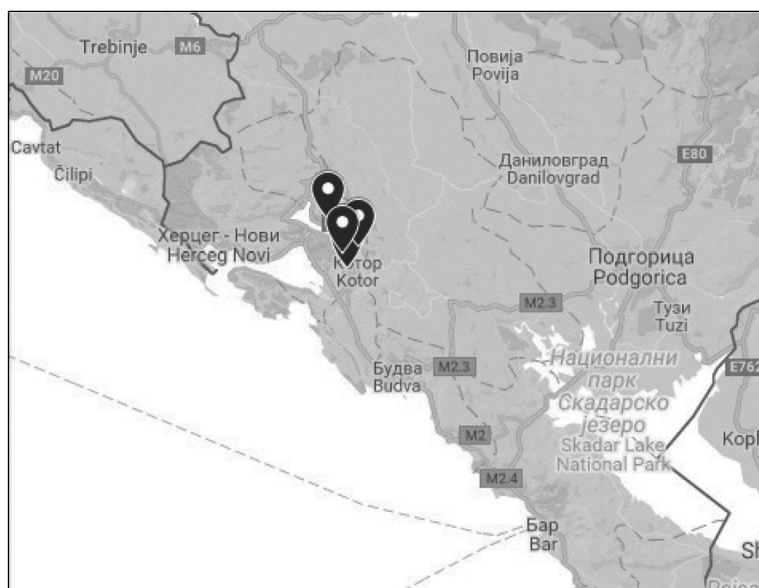 Trebinje
M6
M20
Повија
Povija
Cavtat
Čilipi
E80
Даниловград
Danilovgrad
Херцег - Нови
Herceg Novi
Котор
Kotor
Подгорица
Podgorica
M2.3
Тузи
Tuzi
Будва
Budva
M2.3
Национални
парк
Скадарско
језеро
Skadar Lake
National Park
E762
M2
Kopl
M2.4
Бар
Bar
Sh